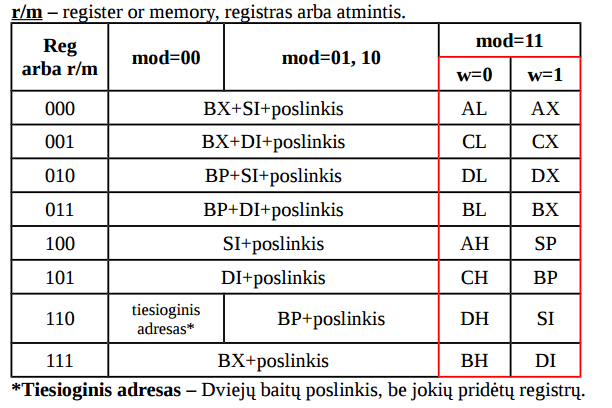 r/m – register or memory, registras arba atmintis.
Reg arba r/m | mod=00 | mod=01, 10 | mod=11
w=0 | w=1
000 | BX+SI+poslinkis | AL | AX
001 | BX+DI+poslinkis | CL | CX
010 | BP+SI+poslinkis | DL | DX
011 | BP+DI+poslinkis | BL | BX
100 | SI+poslinkis | AH | SP
101 | DI+poslinkis | CH | BP
110 | tiesioginis adresas* | BP+poslinkis | DH | SI
111 | BX+poslinkis | BH | DI
*Tiesioginis adresas – Dviejų baitų poslinkis, be jokių pridėtų registrų.